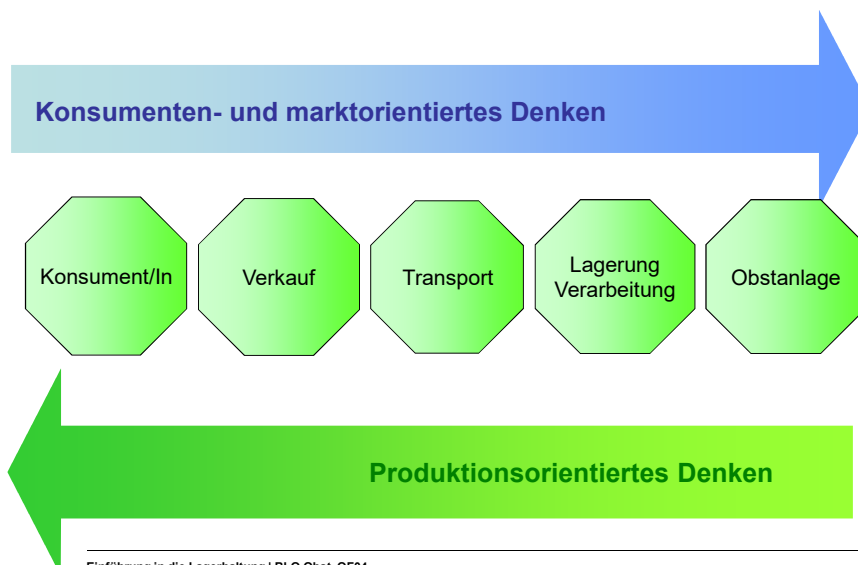 Konsumenten- und marktorientiertes Denken
Konsument/In
Verkauf
Transport
Lagerung
Verarbeitung
Obstanlage
Produktionsorientiertes Denken